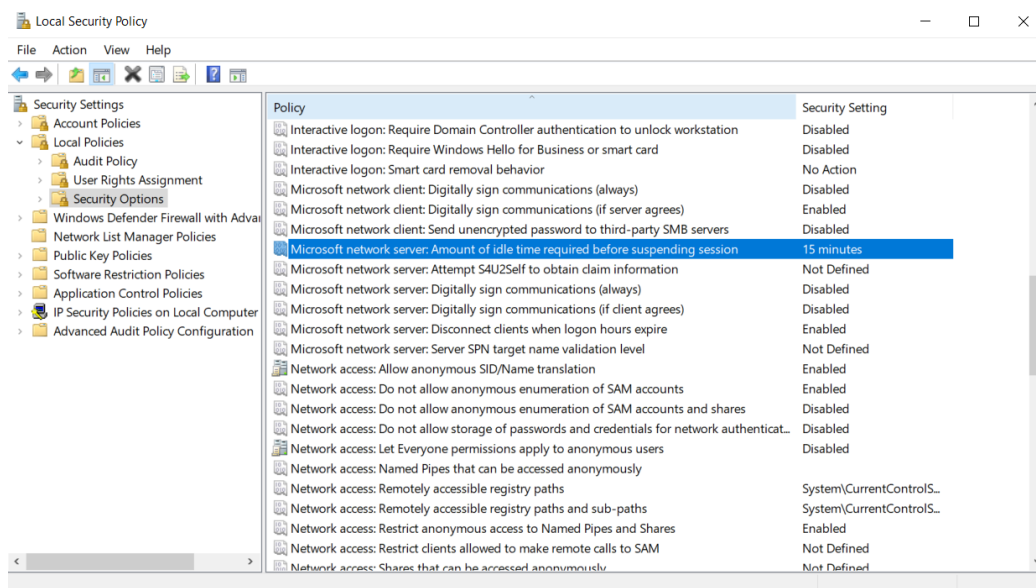 Local Security Policy
File Action View Help
Security Settings
Account Policies
Local Policies
Audit Policy
User Rights Assignment
Security Options
Windows Defender Firewall with Advan
Network List Manager Policies
Public Key Policies
Software Restriction Policies
Application Control Policies
IP Security Policies on Local Computer
Advanced Audit Policy Configuration
Policy Security Setting
Interactive logon: Require Domain Controller authentication to unlock workstation Disabled
Interactive logon: Require Windows Hello for Business or smart card Disabled
Interactive logon: Smart card removal behavior No Action
Microsoft network client: Digitally sign communications (always) Disabled
Microsoft network client: Digitally sign communications (if server agrees) Enabled
Microsoft network client: Send unencrypted password to third-party SMB servers Disabled
Microsoft network server: Amount of idle time required before suspending session 15 minutes
Microsoft network server: Attempt S4U2Self to obtain claim information Not Defined
Microsoft network server: Digitally sign communications (always) Disabled
Microsoft network server: Digitally sign communications (if client agrees) Disabled
Microsoft network server: Disconnect clients when logon hours expire Enabled
Microsoft network server: Server SPN target name validation level Not Defined
Network access: Allow anonymous SID/Name translation Enabled
Network access: Do not allow anonymous enumeration of SAM accounts Enabled
Network access: Do not allow anonymous enumeration of SAM accounts and shares Disabled
Network access: Do not allow storage of passwords and credentials for network authenticat... Disabled
Network access: Let Everyone permissions apply to anonymous users Disabled
Network access: Named Pipes that can be accessed anonymously
Network access: Remotely accessible registry paths System\CurrentControlS...
Network access: Remotely accessible registry paths and sub-paths System\CurrentControlS...
Network access: Restrict anonymous access to Named Pipes and Shares Enabled
Network access: Restrict clients allowed to make remote calls to SAM Not Defined
Network access: Shares that can be accessed anonymously Not Defined